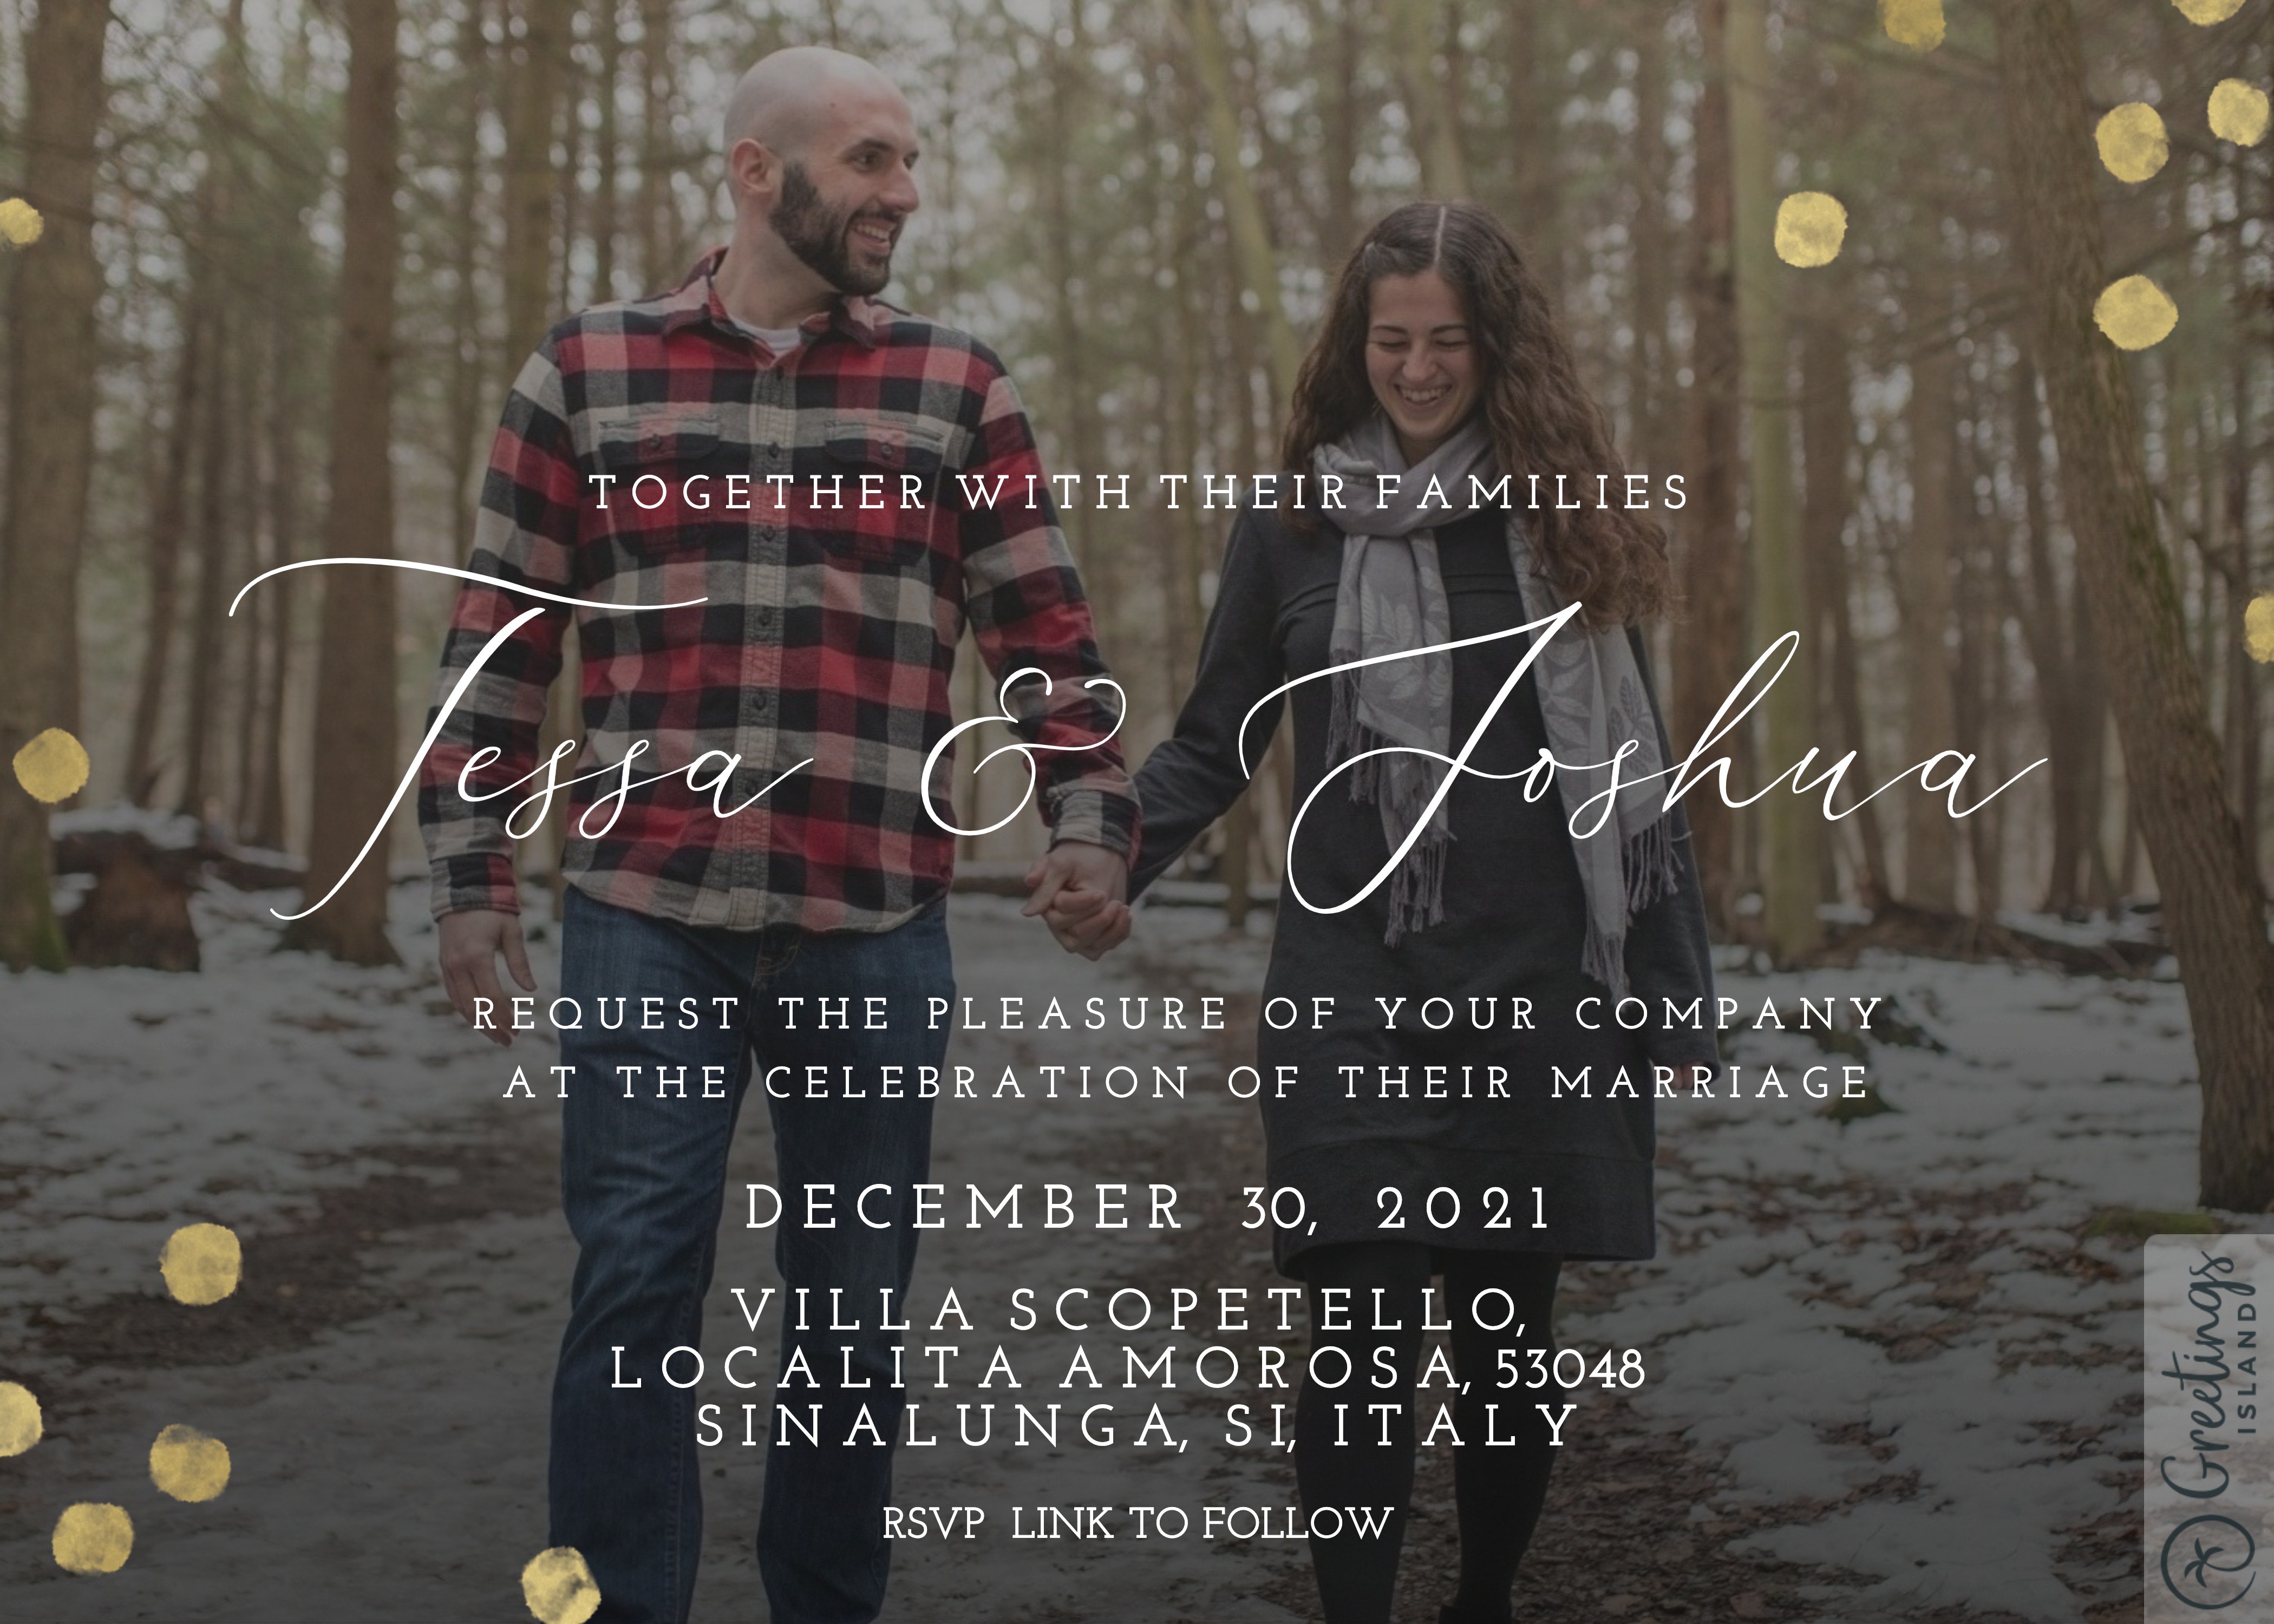 TOGETHER WITH THEIR FAMILIES
Tessa & Joshua
REQUEST THE PLEASURE OF YOUR COMPANY
AT THE CELEBRATION OF THEIR MARRIAGE
DECEMBER 30, 2021
VILLA SCOPETELLO,
LOCALITA AMOROSA, 53048
SINALUNGA, SI, ITALY
RSVP LINK TO FOLLOW
Greetings
ISLAND